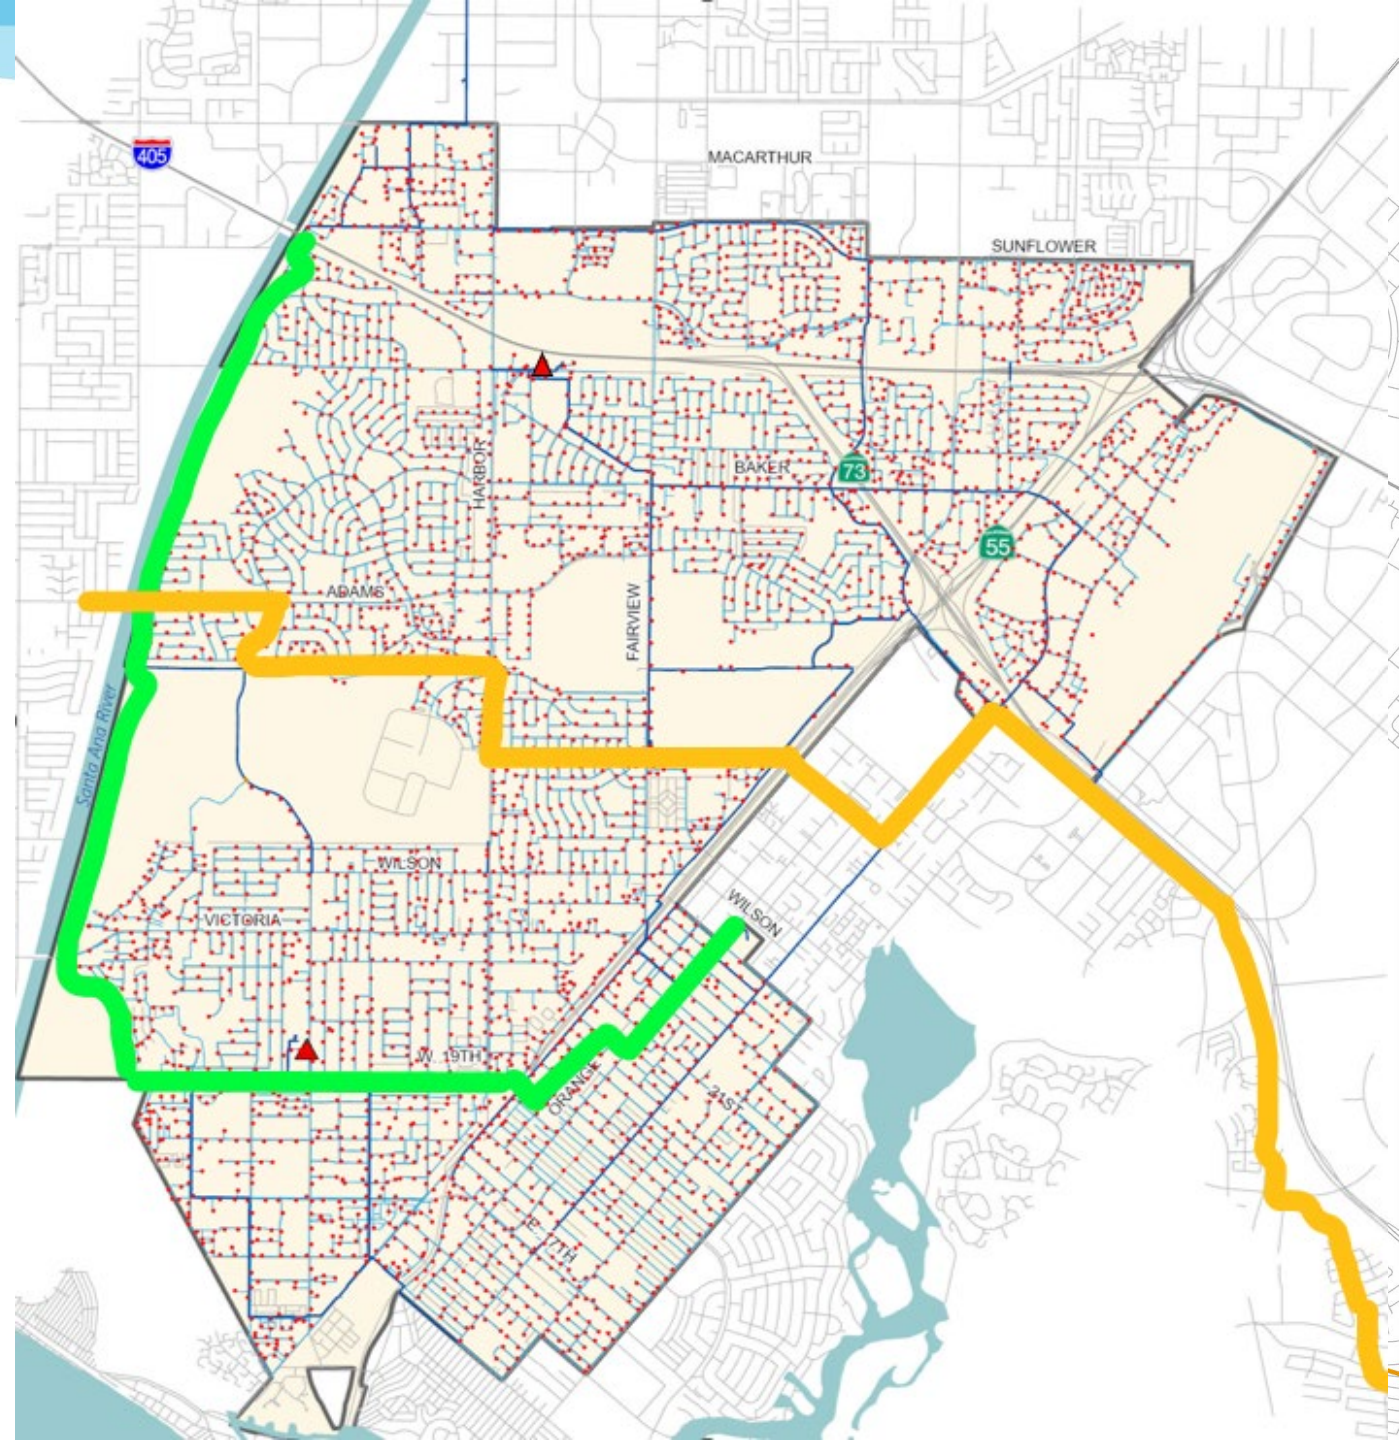 405
MACARTHUR
SUNFLOWER
HARBOR
BAKER
73
55
ADAMS
FAIRVIEW
Santa Ana River
WILSON
VICTORIA
WILSON
W. 19TH
ORANGE
21ST
E. 17TH